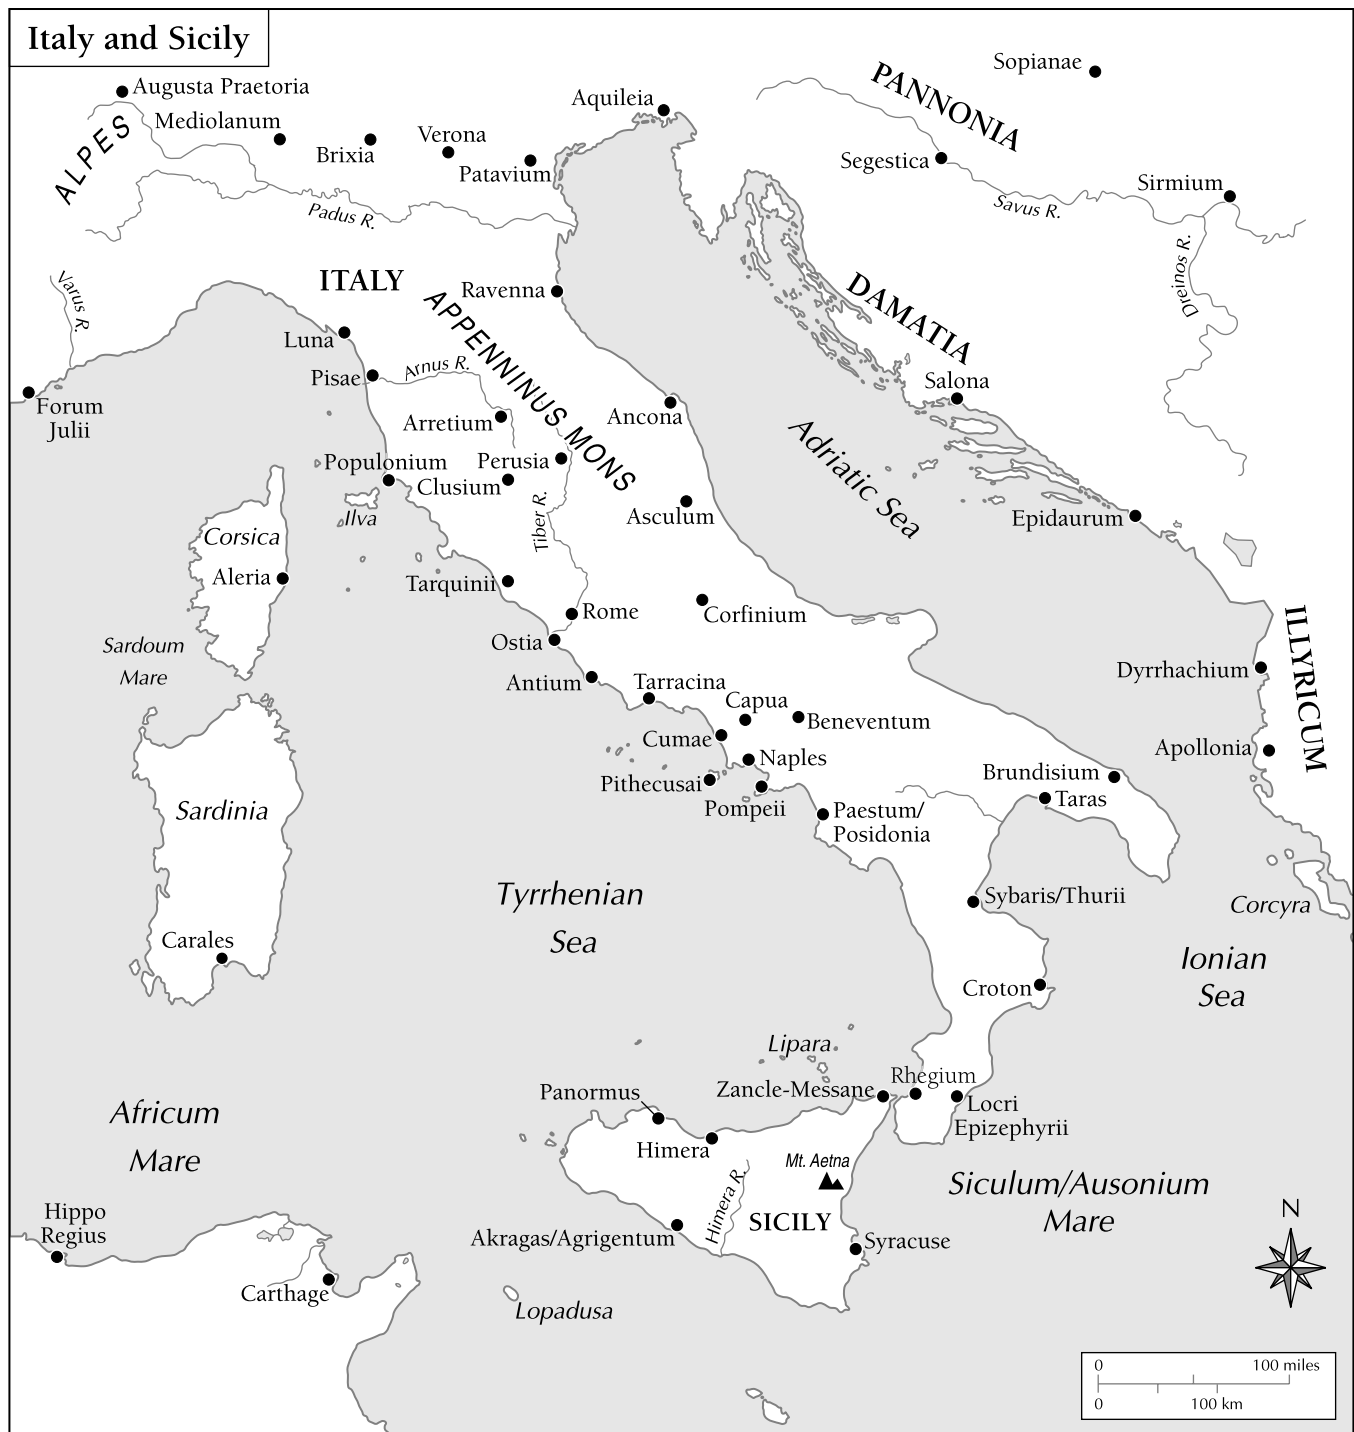 Italy and Sicily
Sopianae
PANNONIA
Augusta Praetoria
Aquileia
ALPES
Mediolanum
Verona
Brixia
Patavium
Segestica
Sirmium
Padus R.
Savus R.
Dreinos R.
Varus R.
ITALY
Ravenna
APPENNINUS MONS
DAMATIA
Luna
Pisae
Arnus R.
Salona
Forum
Julii
Arretium
Ancona
Adriatic Sea
Populonium
Perusia
Clusium
Ilva
Tiber R.
Asculum
Epidaurum
Corsica
Aleria
Tarquinii
Rome
Corfinium
Ostia
Sardoum
Mare
ILLYRICUM
Dyrrhachium
Antium
Tarracina
Capua
Beneventum
Cumae
Apollonia
Naples
Pithecusai
Pompeii
Brundisium
Taras
Sardinia
Paestum/
Posidonia
Tyrrhenian
Sea
Sybaris/Thurii
Corcyra
Carales
Ionian
Sea
Croton
Lipara
Rhegium
Zancle-Messane
Panormus
Locri
Epizephyrii
Africum
Mare
Himera
Mt. Aetna
Himera R.
SICILY
Siculum/Ausonium
Mare
Hippo
Regius
Akragas/Agrigentum
Syracuse
N
Carthage
Lopadusa
0 100 miles
0 100 km